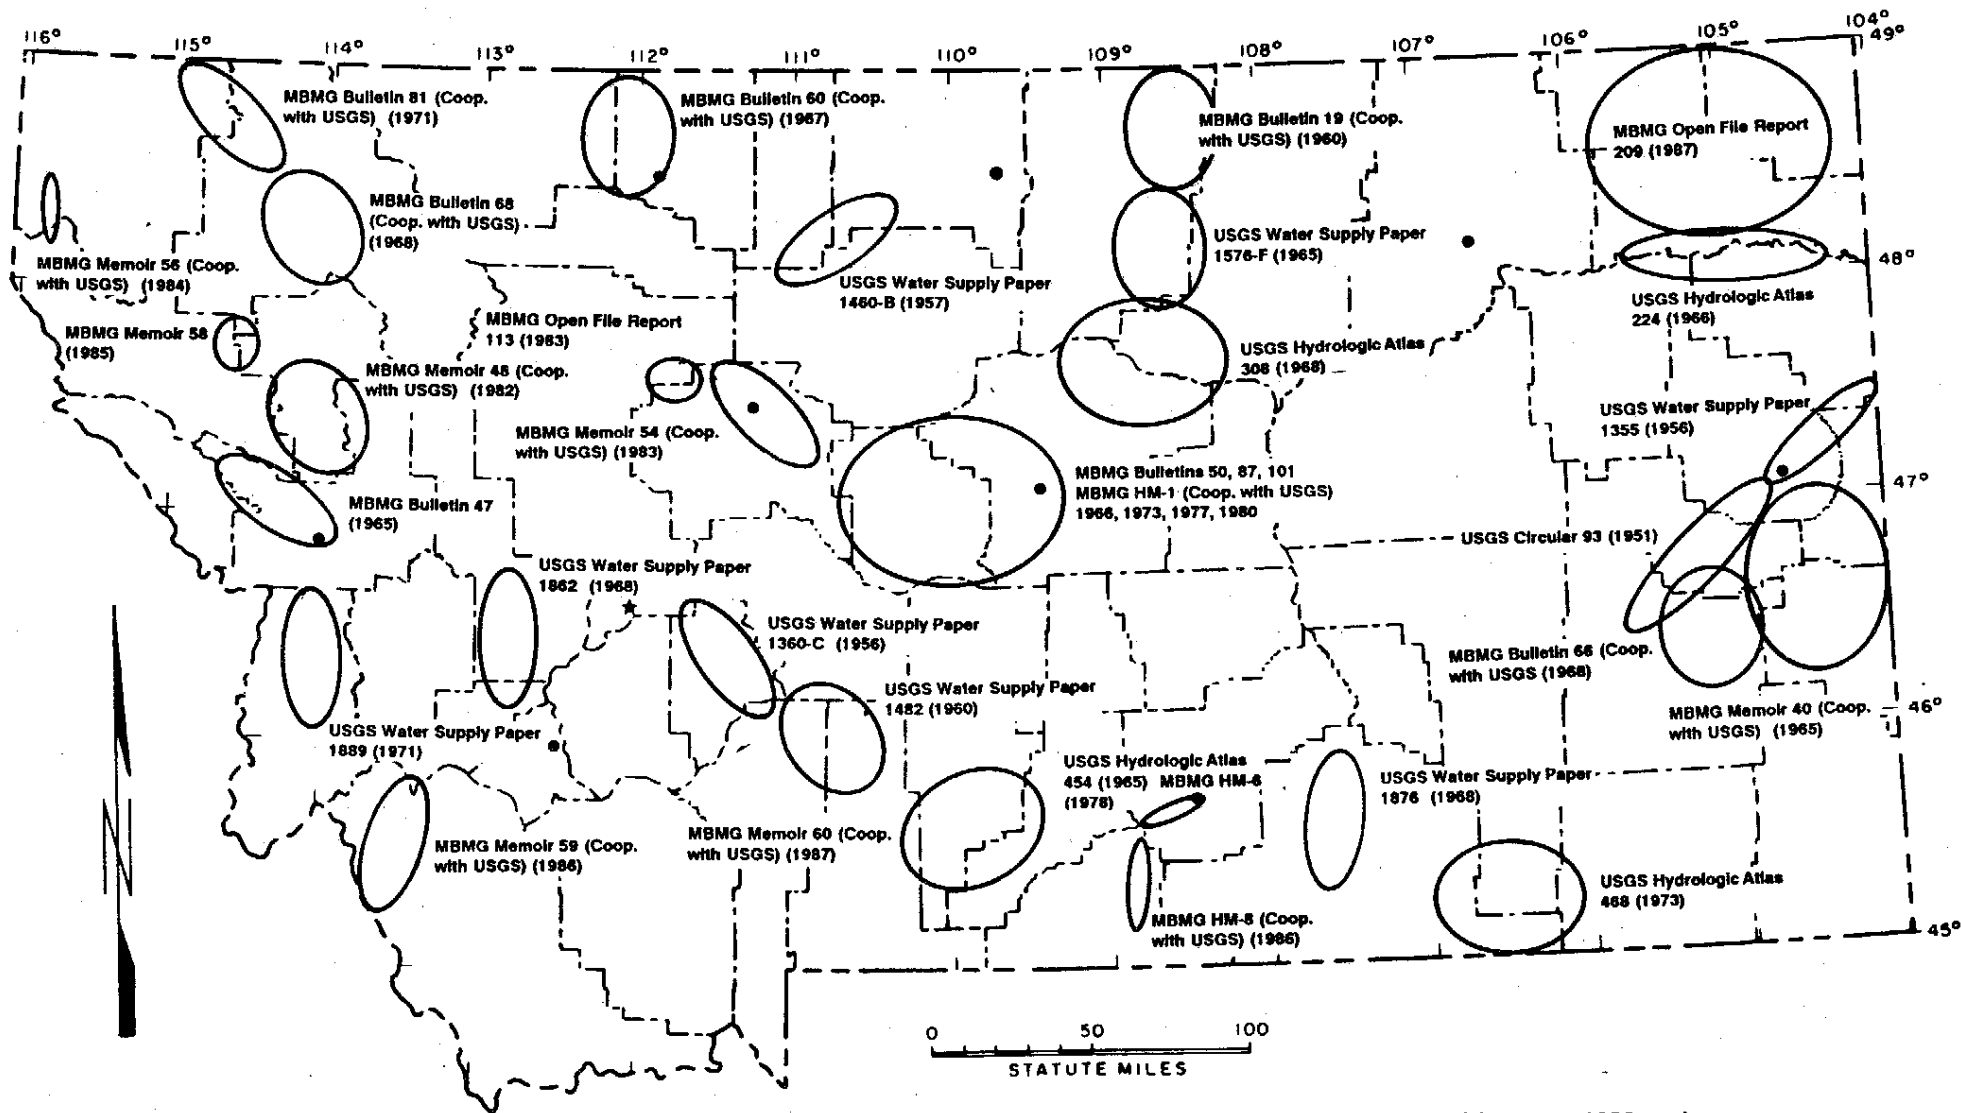 116°
115°
114°
113°
112°
111°
110°
109°
108°
107°
106°
105°
104°
49°
MBMG Bulletin 81 (Coop.
with USGS) (1971)
MBMG Bulletin 60 (Coop.
with USGS) (1967)
MBMG Bulletin 19 (Coop.
with USGS) (1960)
MBMG Open File Report
209 (1987)
MBMG Bulletin 68
(Coop. with USGS)
(1968)
USGS Water Supply Paper
1576-F (1965)
MBMG Memoir 56 (Coop.
with USGS) (1984)
48°
USGS Water Supply Paper
1460-B (1957)
USGS Hydrologic Atlas
224 (1966)
MBMG Memoir 58
(1985)
MBMG Open File Report
113 (1983)
USGS Hydrologic Atlas
308 (1968)
MBMG Memoir 48 (Coop.
with USGS) (1982)
USGS Water Supply Paper
1355 (1956)
MBMG Memoir 54 (Coop.
with USGS) (1983)
MBMG Bulletins 50, 87, 101
MBMG HM-1 (Coop. with USGS)
1966, 1973, 1977, 1980
47°
MBMG Bulletin 47
(1965)
USGS Circular 93 (1951)
USGS Water Supply Paper
1862 (1968)
USGS Water Supply Paper
1360-C (1956)
MBMG Bulletin 66 (Coop.
with USGS (1968)
USGS Water Supply Paper
1482 (1960)
MBMG Memoir 40 (Coop.
with USGS) (1965)
46°
USGS Water Supply Paper
1889 (1971)
USGS Hydrologic Atlas
454 (1965) MBMG HM-6
(1978)
USGS Water Supply Paper
1876 (1968)
MBMG Memoir 59 (Coop.
with USGS) (1986)
MBMG Memoir 60 (Coop.
with USGS) (1987)
USGS Hydrologic Atlas
468 (1973)
MBMG HM-8 (Coop.
with USGS) (1986)
45°
N
0 50 100
STATUTE MILES